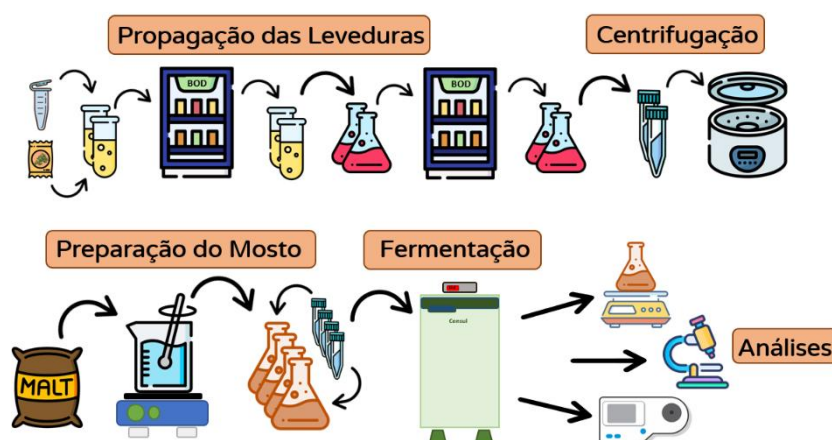 Propagação das Leveduras
Centrifugação
BOD
BOD
Preparação do Mosto
Fermentação
Consul
MALT
Análises